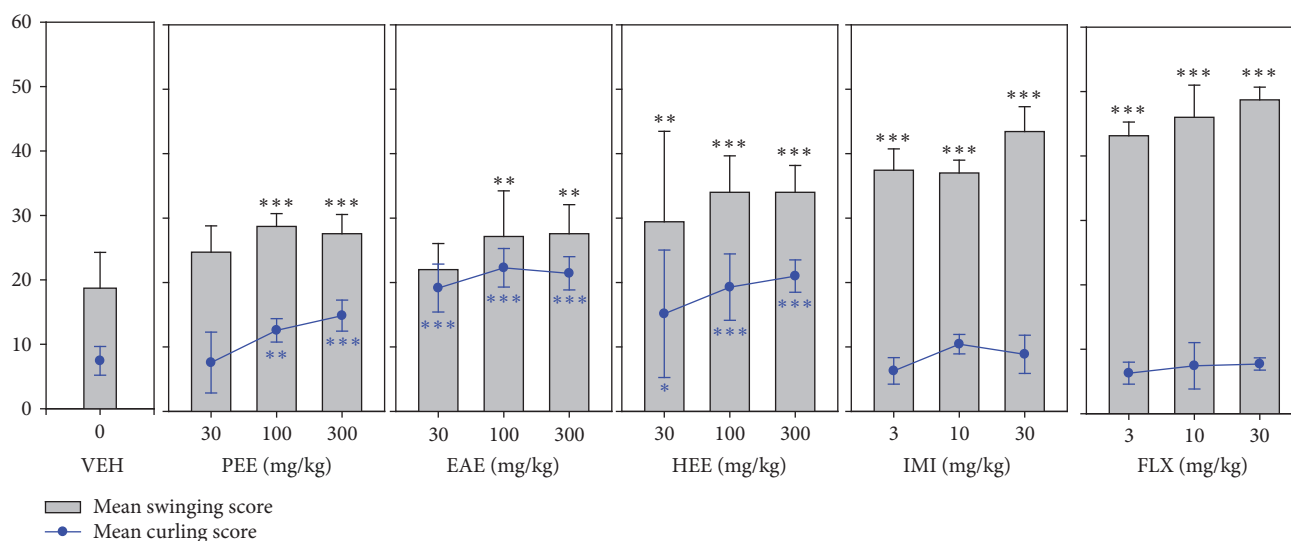 60
50
40
30
20
10
0
***
***
**
***
**
**
***
***
***
**
***
***
*
***
***
***
***
***
***
***
***
0
30 100 300
30 100 300
30 100 300
3 10 30
3 10 30
VEH
PEE (mg/kg)
EAE (mg/kg)
HEE (mg/kg)
IMI (mg/kg)
FLX (mg/kg)
Mean swinging score
Mean curling score